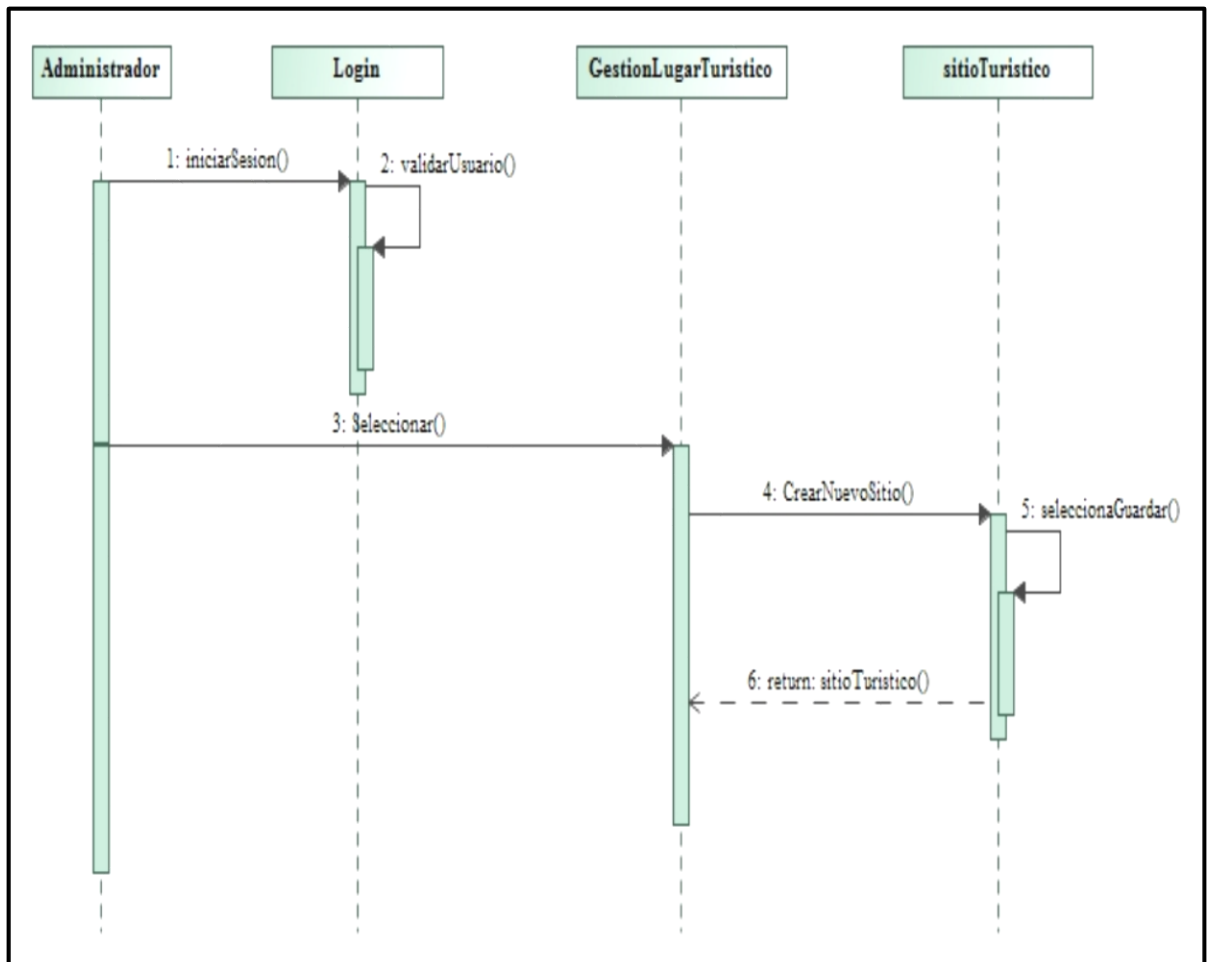 Administrador
Login
GestionLugarTuristico
sitioTuristico
1: iniciarSesion()
2: validarUsuario()
3: Seleccionar()
4: CrearNuevoSitio()
5: seleccionaGuardar()
6: return: sitioTuristico()